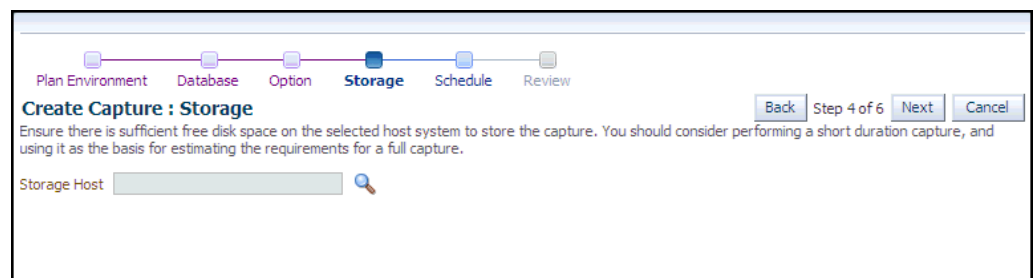 Plan Environment Database Option Storage Schedule Review
Create Capture : Storage Back Step 4 of 6 Next Cancel
Ensure there is sufficient free disk space on the selected host system to store the capture. You should consider performing a short duration capture, and
using it as the basis for estimating the requirements for a full capture.
Storage Host